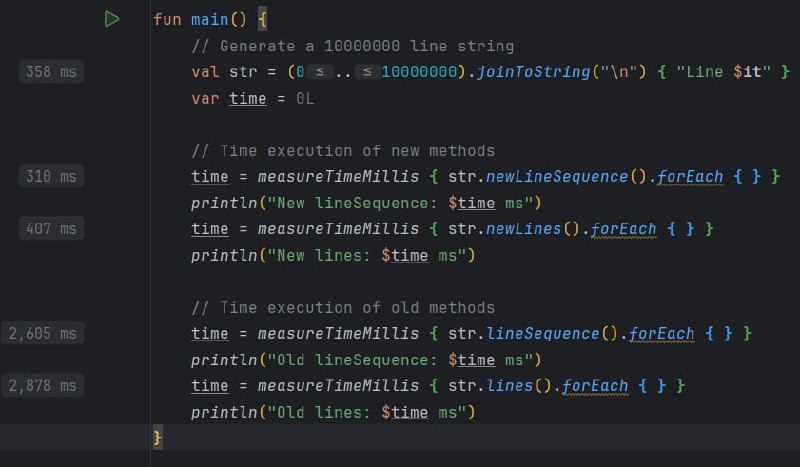 fun main() {
// Generate a 10000000 line string
358 ms val str = (0 ≤ .. ≤ 10000000).joinToString("\n") { "Line $it" }
var time = 0L
// Time execution of new methods
310 ms time = measureTimeMillis { str.newLineSequence().forEach { } }
println("New lineSequence: $time ms")
407 ms time = measureTimeMillis { str.newLines().forEach { } }
println("New lines: $time ms")
// Time execution of old methods
2,605 ms time = measureTimeMillis { str.lineSequence().forEach { } }
println("Old lineSequence: $time ms")
2,878 ms time = measureTimeMillis { str.lines().forEach { } }
println("Old lines: $time ms")
}